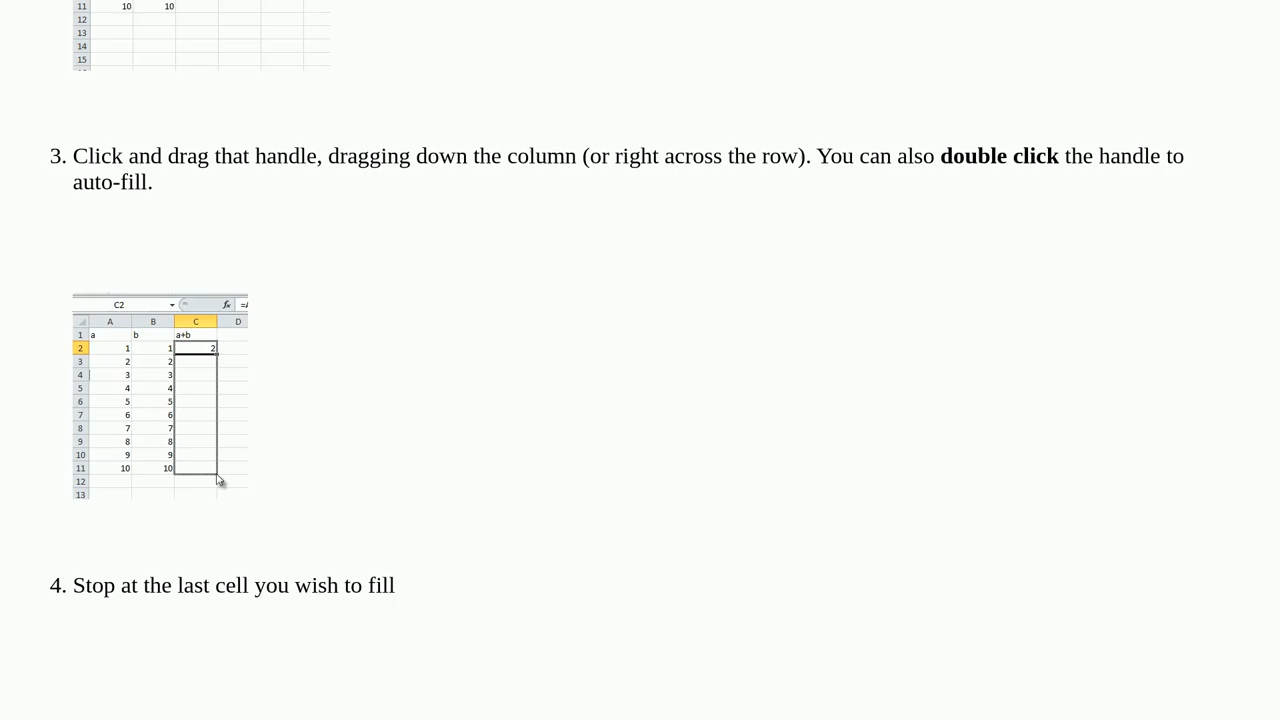 11 10 10
12
13
14
15
3. Click and drag that handle, dragging down the column (or right across the row). You can also double click the handle to
auto-fill.
C2 fx
A B C D
1 a b a+b
2 1 1 2
3 2 2
4 3 3
5 4 4
6 5 5
7 6 6
8 7 7
9 8 8
10 9 9
11 10 10
12
13
4. Stop at the last cell you wish to fill